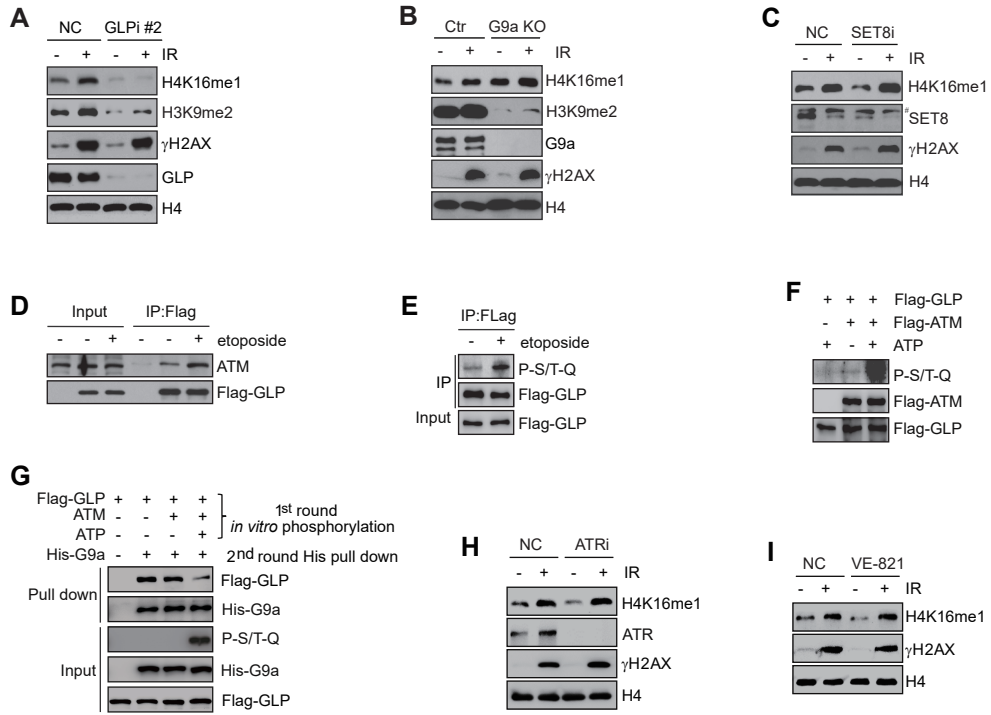 A
NC GLPi #2
- + - + IR
H4K16me1
H3K9me2
γH2AX
GLP
H4
B
Ctr G9a KO
- + - + IR
H4K16me1
H3K9me2
G9a
γH2AX
H4
C
NC SET8i
- + - + IR
H4K16me1
#
SET8
γH2AX
H4
D
Input IP:Flag
- - + - - + etoposide
ATM
Flag-GLP
E
IP:FLag
- + etoposide
IP P-S/T-Q
Flag-GLP
Input Flag-GLP
F
+ + + Flag-GLP
- + + Flag-ATM
+ - + ATP
P-S/T-Q
Flag-ATM
Flag-GLP
G
Flag-GLP + + + +
ATM - - + +
ATP - - - +
1st round
in vitro phosphorylation
His-G9a - + + + 2nd round His pull down
Pull down Flag-GLP
His-G9a
Input P-S/T-Q
His-G9a
Flag-GLP
H
NC ATRi
- + - + IR
H4K16me1
ATR
γH2AX
H4
I
NC VE-821
- + - + IR
H4K16me1
γH2AX
H4